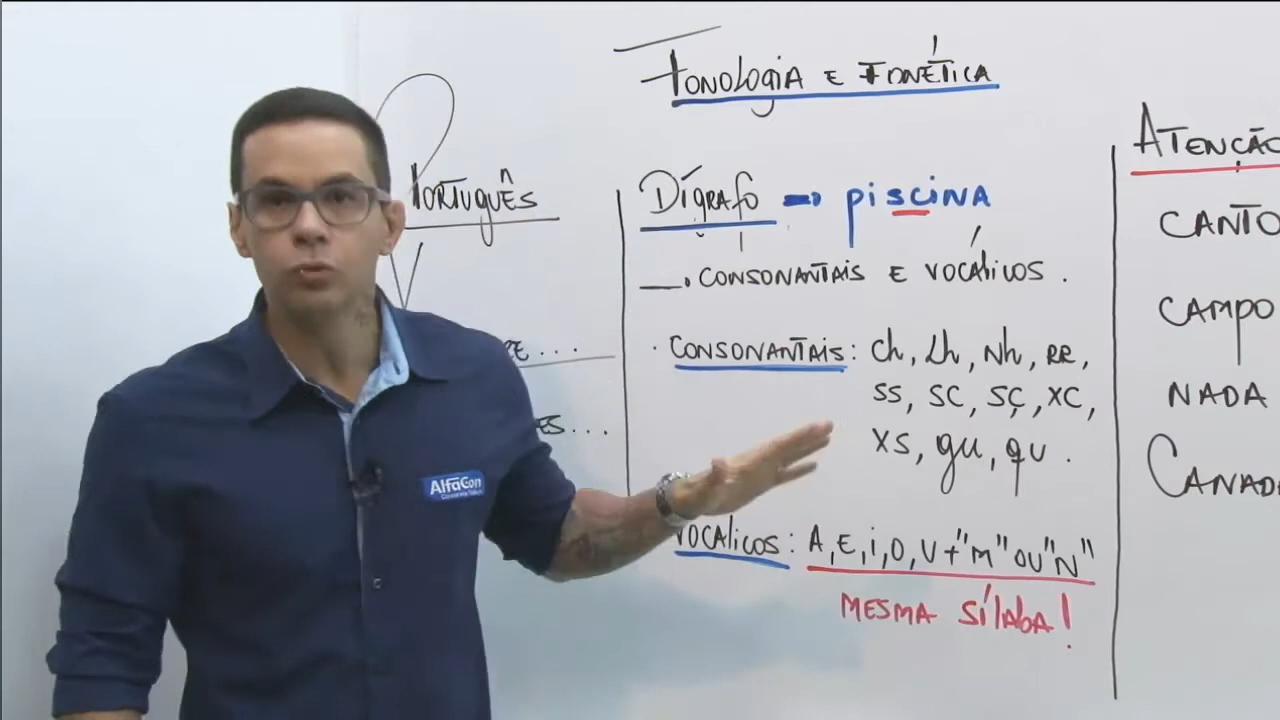 Fonologia e Fonética
Português
Dígrafo → piscina
→ consonantais e vocálicos.
· Consonantais: ch, Lh, Nh, RR,
SS, SC, SÇ, XC,
XS, gu, qu.
Vocálicos: A, E, i, O, U + "M" ou "N"
Mesma sílaba!
Atenção
Canto
Campo
Nada
Canad
AlfaCon